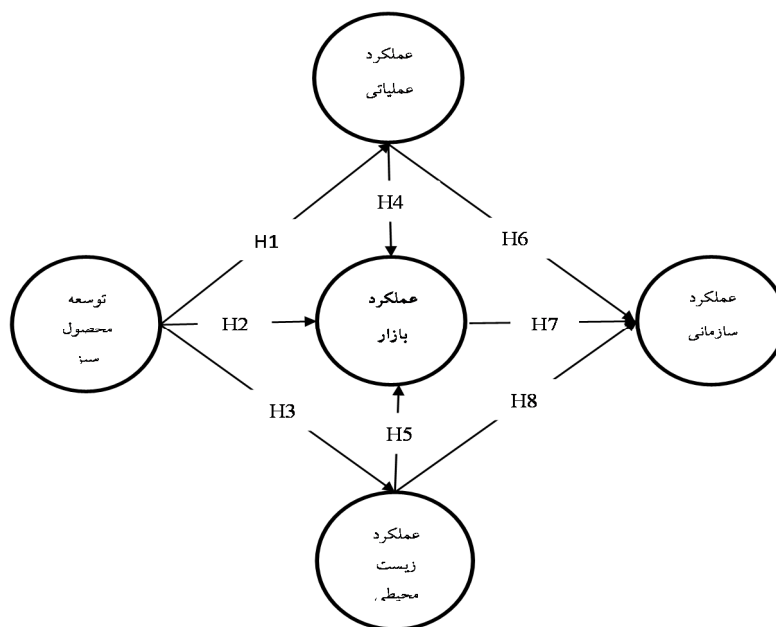 عملکرد
عملیاتی
H4
H1
H6
توسعه
محصول
سبز
H2
عملکرد
بازار
H7
عملکرد
سازمانی
H3
H5
H8
عملکرد
زیست
محیطی